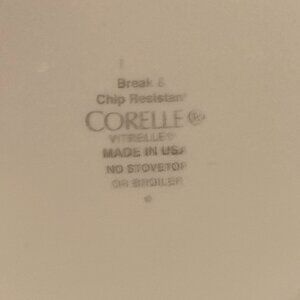 Break &
Chip Resistant
CORELLE®
VITRELLE®
MADE IN USA
NO STOVETOP
OR BROILER
©